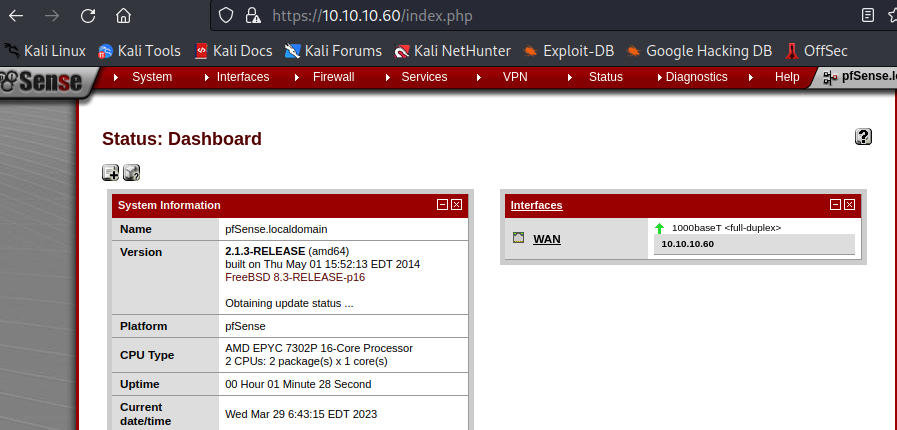 https://10.10.10.60/index.php
Kali Linux Kali Tools Kali Docs Kali Forums Kali NetHunter Exploit-DB Google Hacking DB OffSec
Sense System Interfaces Firewall Services VPN Status Diagnostics Help pfSense.lo
Status: Dashboard
?
System Information
Name pfSense.localdomain
Version 2.1.3-RELEASE (amd64)
built on Thu May 01 15:52:13 EDT 2014
FreeBSD 8.3-RELEASE-p16
Obtaining update status ...
Platform pfSense
CPU Type AMD EPYC 7302P 16-Core Processor
2 CPUs: 2 package(s) x 1 core(s)
Uptime 00 Hour 01 Minute 28 Second
Current
date/time Wed Mar 29 6:43:15 EDT 2023
Interfaces
WAN 1000baseT <full-duplex>
10.10.10.60